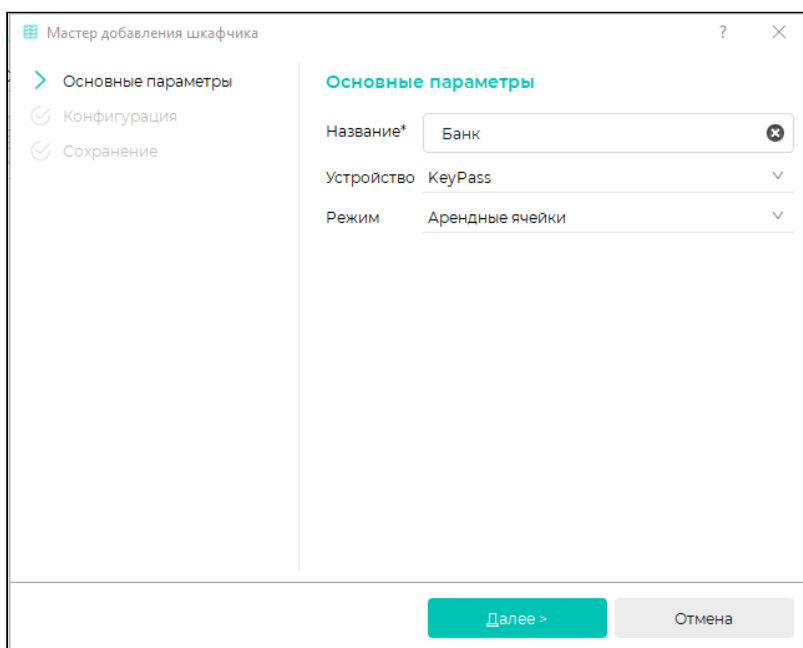 Мастер добавления шкафчика ?
Основные параметры
Конфигурация
Сохранение
Основные параметры
Название* Банк
Устройство KeyPass
Режим Арендные ячейки
Далее > Отмена